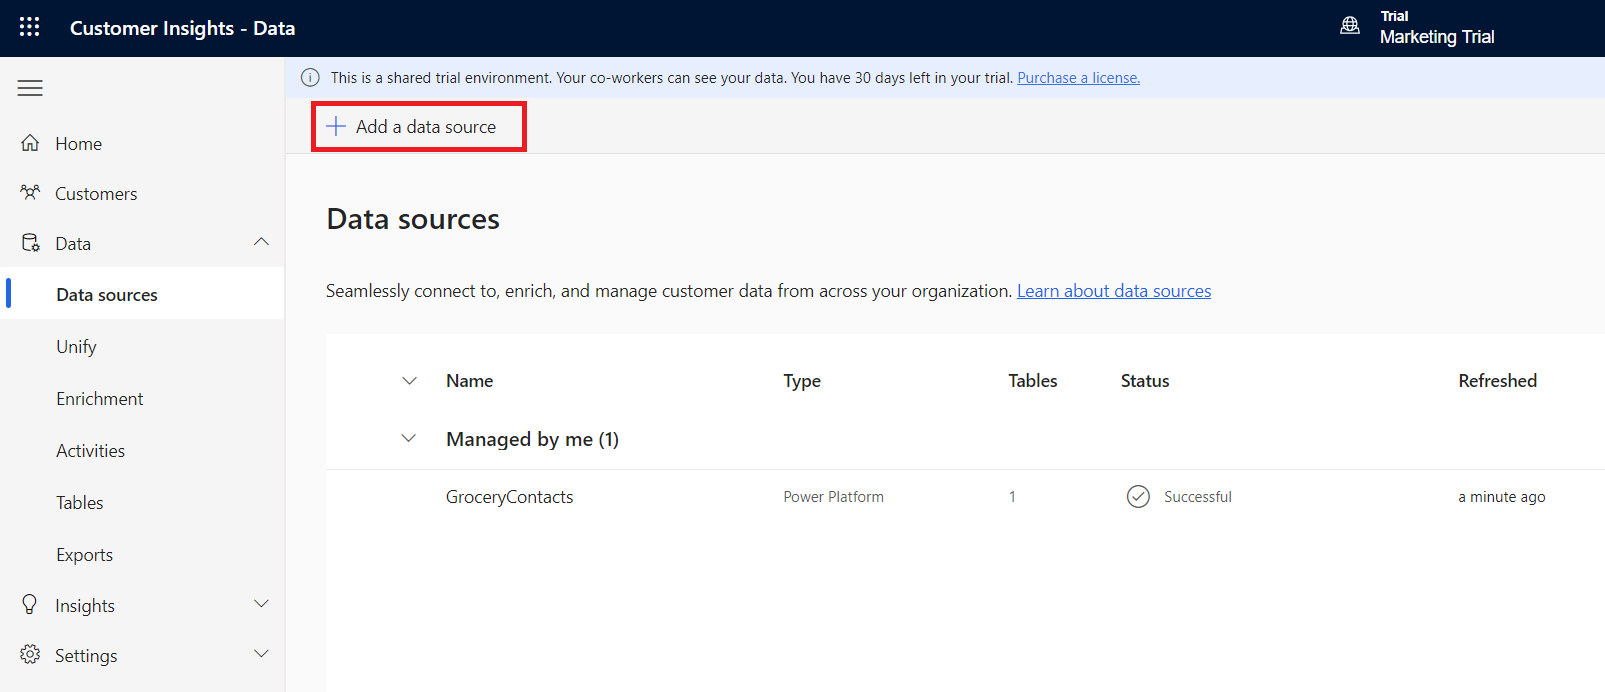 Customer Insights - Data
Trial
Marketing Trial
This is a shared trial environment. Your co-workers can see your data. You have 30 days left in your trial. Purchase a license.
Add a data source
Home
Customers
Data
Data sources
Unify
Enrichment
Activities
Tables
Exports
Insights
Settings
Data sources
Seamlessly connect to, enrich, and manage customer data from across your organization. Learn about data sources
Name Type Tables Status Refreshed
Managed by me (1)
GroceryContacts Power Platform 1 Successful a minute ago